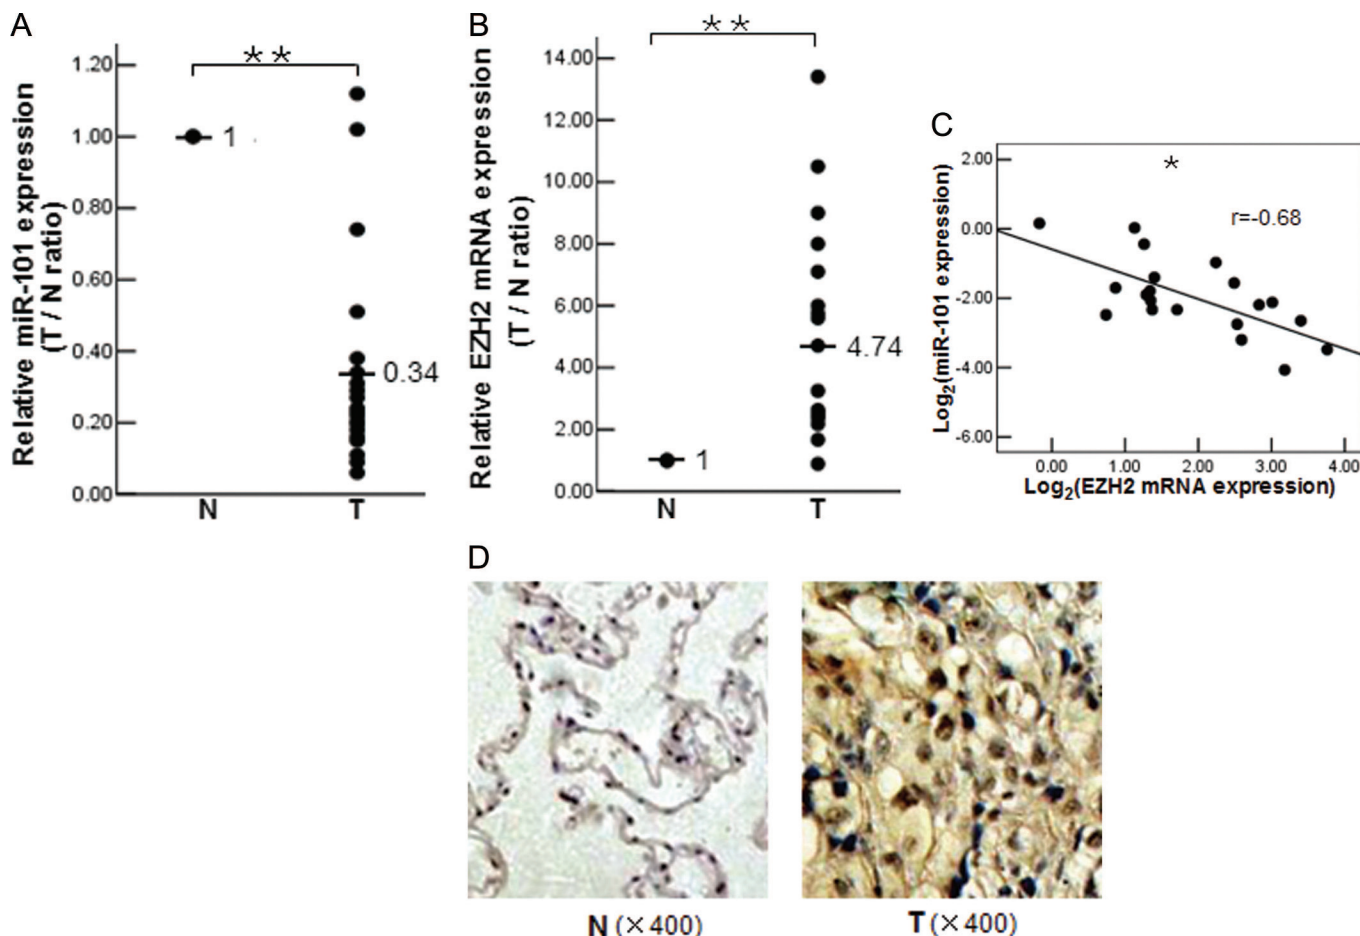 A
Relative miR-101 expression
(T / N ratio)
1.20
1.00
0.80
0.60
0.40
0.20
0.00
**
1
0.34
N
T
B
Relative EZH2 mRNA expression
(T / N ratio)
14.00
12.00
10.00
8.00
6.00
4.00
2.00
0.00
**
1
4.74
N
T
C
Log2(miR-101 expression)
2.00
0.00
-2.00
-4.00
-6.00
*
r=-0.68
0.00 1.00 2.00 3.00 4.00
Log2(EZH2 mRNA expression)
D
N (×400)
T (×400)